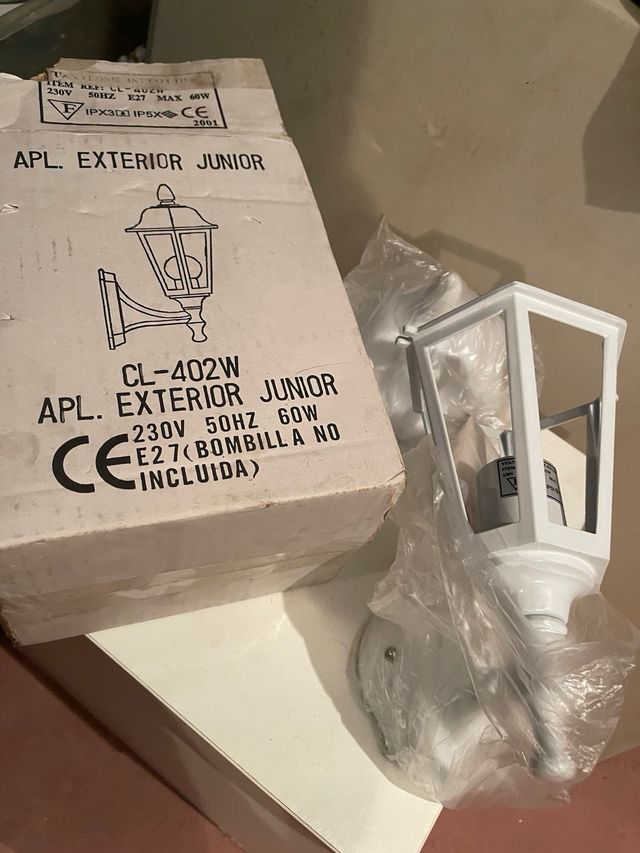 ITEM REF: CL-402W
230V 50HZ E27 MAX 60W
F IPX3 IP5X CE
2001
APL. EXTERIOR JUNIOR
CL-402W
APL. EXTERIOR JUNIOR
CE 230V 50HZ 60W
E27(BOMBILLA NO
INCLUIDA)